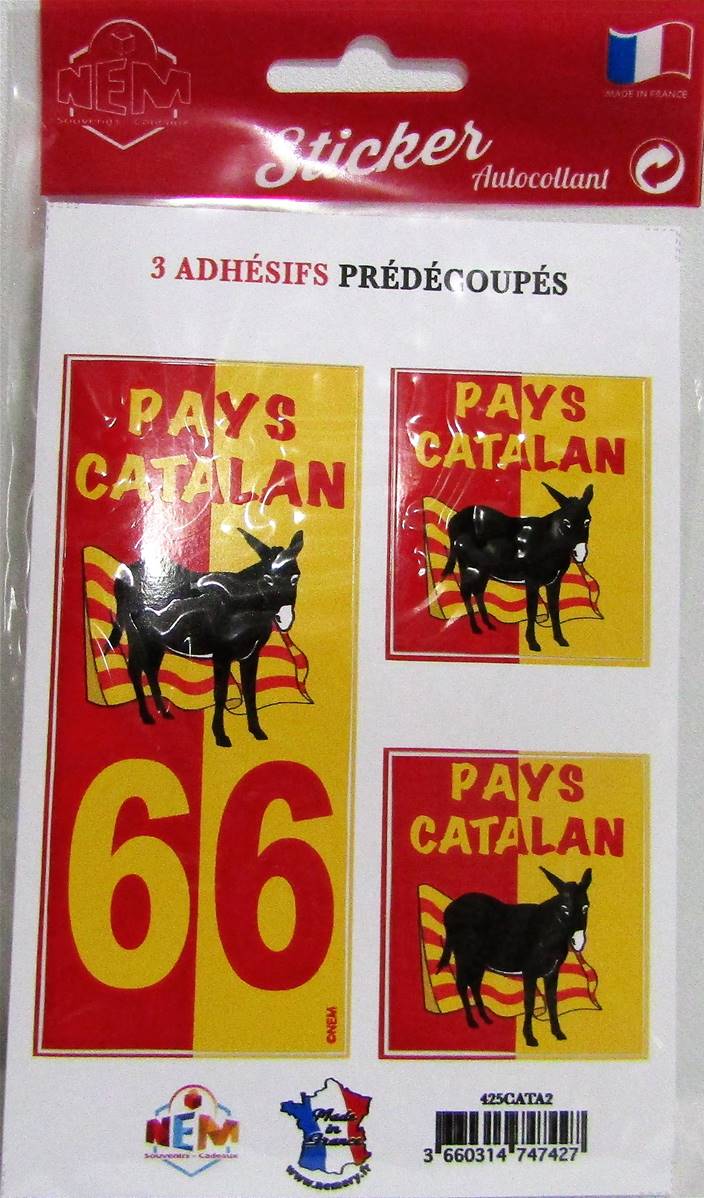 NEM
Souvenirs - Cadeaux
MADE IN FRANCE
Sticker
Autocollant
3 ADHÉSIFS PRÉDÉCOUPÉS
PAYS
CATALAN
66
©NEM
PAYS
CATALAN
PAYS
CATALAN
NEM
Souvenirs - Cadeaux
Made
in
France
www.nemery.fr
425CATA2
3 660314 747427